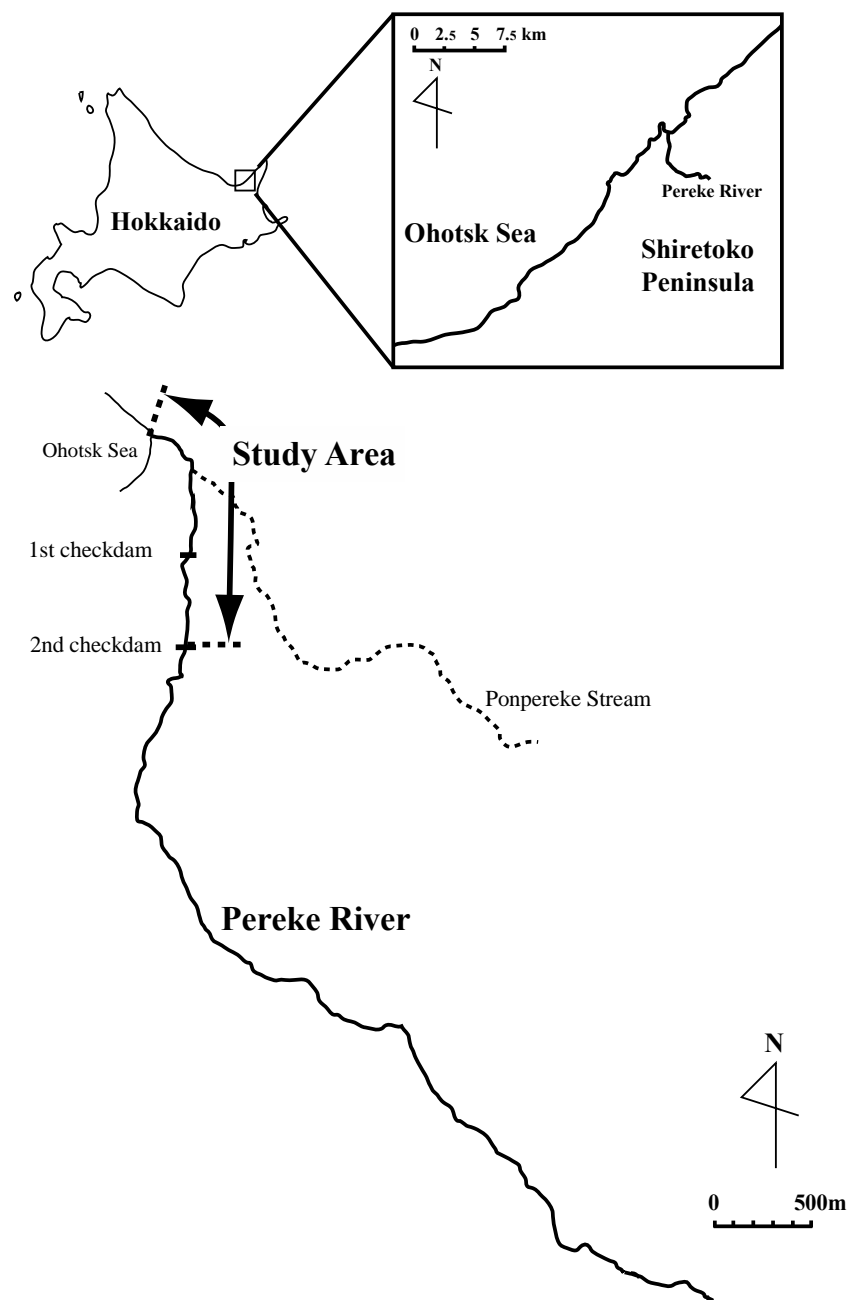 0 2.5 5 7.5 km
N
Hokkaido
Pereke River
Ohotsk Sea
Shiretoko
Peninsula
Ohotsk Sea
Study Area
1st checkdam
2nd checkdam
Ponpereke Stream
Pereke River
N
0 500m